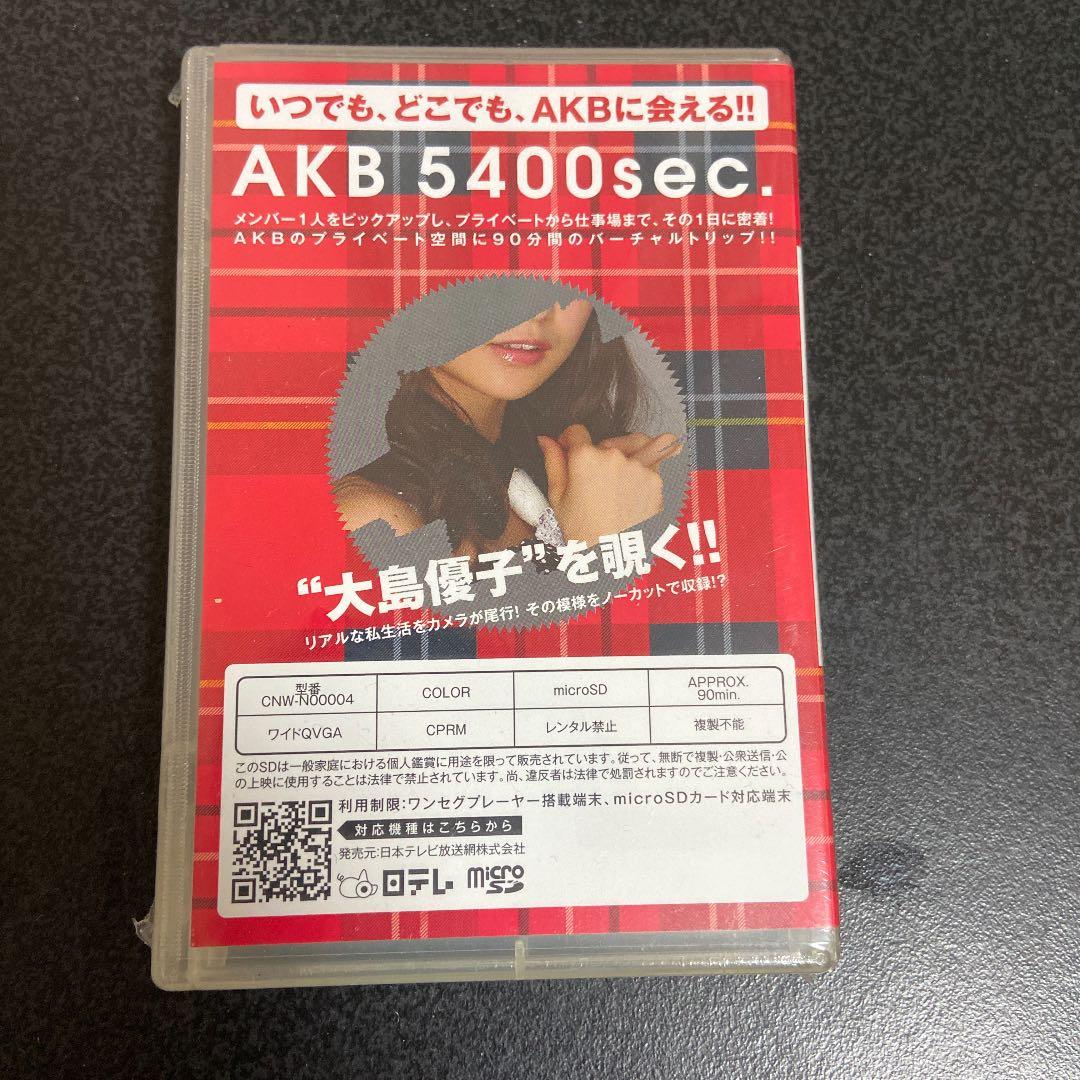 いつでも、どこでも、AKBに会える!!
AKB 5400sec.
メンバー1人をピックアップし、プライベートから仕事場まで、その1日に密着!
AKBのプライベート空間に90分間のバーチャルトリップ!!
“大島優子”を覗く!!
リアルな私生活をカメラが尾行! その模様をノーカットで収録!?
型番 CNW-N00004 COLOR microSD APPROX. 90min.
ワイドQVGA CPRM レンタル禁止 複製不能
このSDは一般家庭における個人鑑賞に用途を限って販売されています。従って、無断で複製・公衆送信・公
の上映に使用することは法律で禁止されています。尚、違反者は法律で処罰されますのでご注意ください。
利用制限:ワンセグプレーヤー搭載端末、microSDカード対応端末
対応機種はこちらから
発売元:日本テレビ放送網株式会社
日テレ micro SD